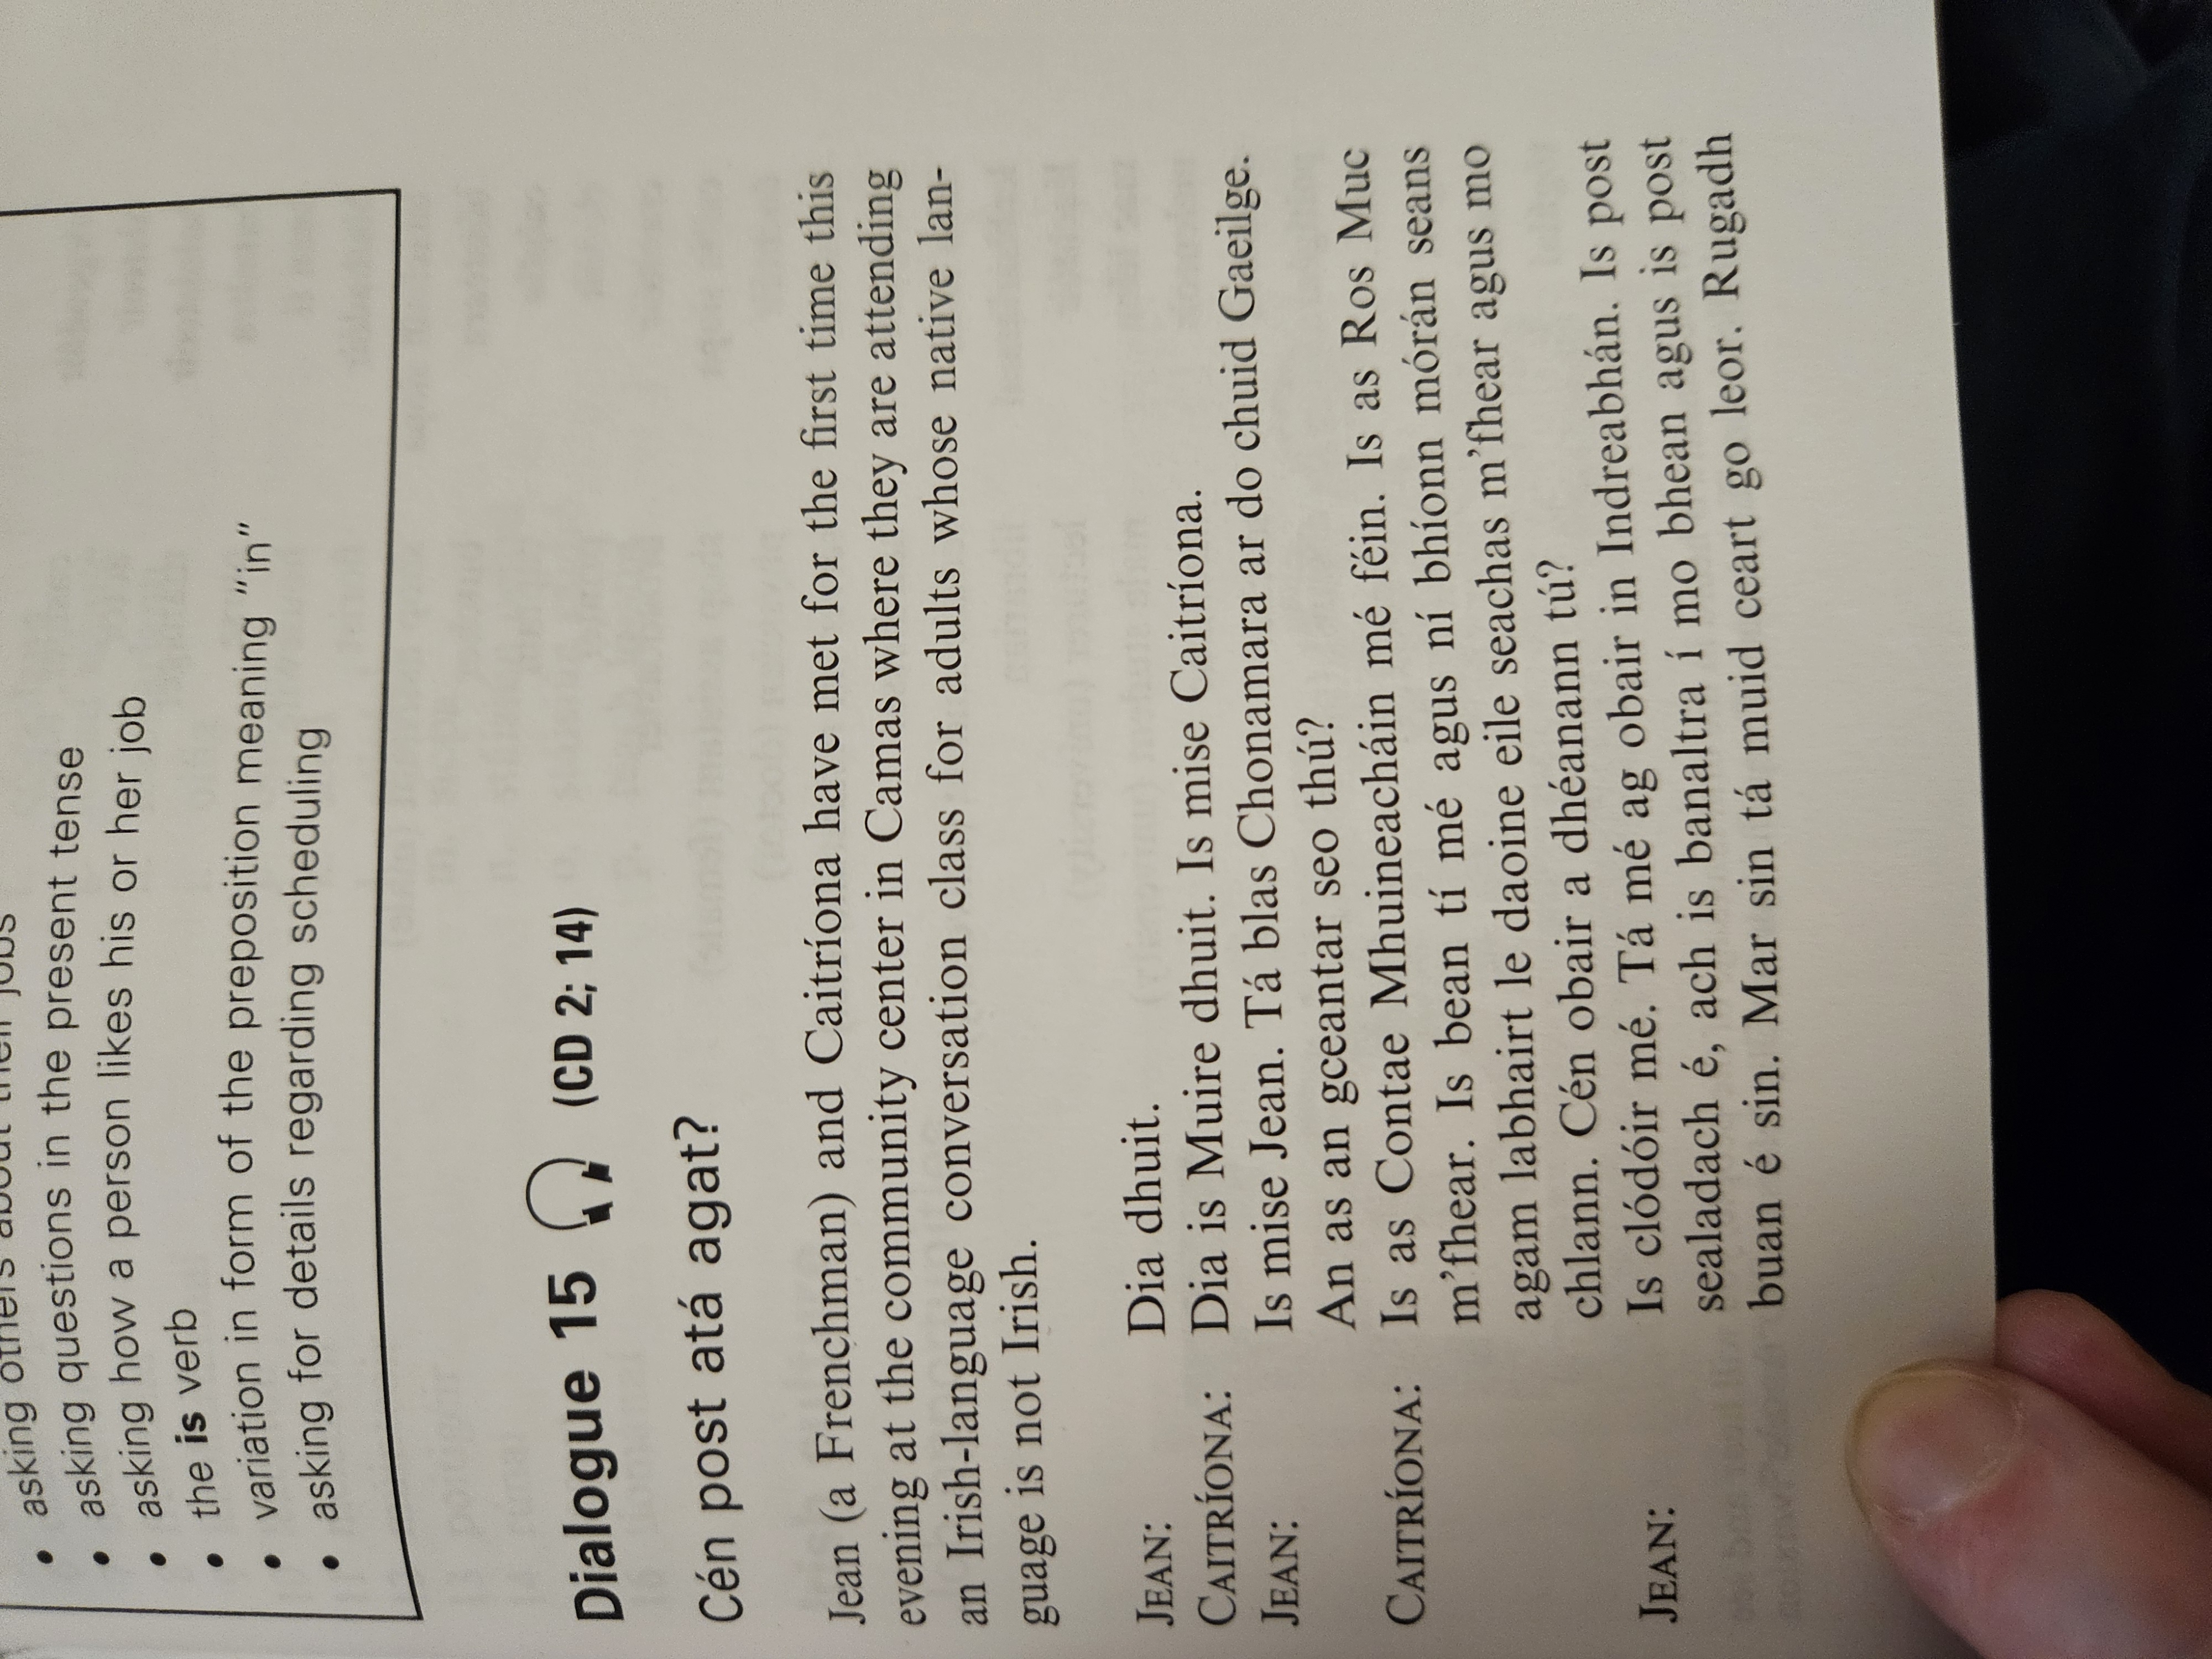 asking others about their jobs
• asking questions in the present tense
• asking how a person likes his or her job
• the is verb
• variation in form of the preposition meaning “in”
• asking for details regarding scheduling
Dialogue 15 (CD 2; 14)
Cén post atá agat?
Jean (a Frenchman) and Caitríona have met for the first time this
evening at the community center in Camas where they are attending
an Irish-language conversation class for adults whose native lan-
guage is not Irish.
JEAN: Dia dhuit.
CAITRÍONA: Dia is Muire dhuit. Is mise Caitríona.
JEAN: Is mise Jean. Tá blas Chonamara ar do chuid Gaeilge.
An as an gceantar seo thú?
CAITRÍONA: Is as Contae Mhuineacháin mé féin. Is as Ros Muc
m’fhear. Is bean tí mé agus ní bhíonn mórán seans
agam labhairt le daoine eile seachas m’fhear agus mo
chlann. Cén obair a dhéanann tú?
JEAN: Is clódóir mé. Tá mé ag obair in Indreabhán. Is post
sealadach é, ach is banaltra í mo bhean agus is post
buan é sin. Mar sin tá muid ceart go leor. Rugadh